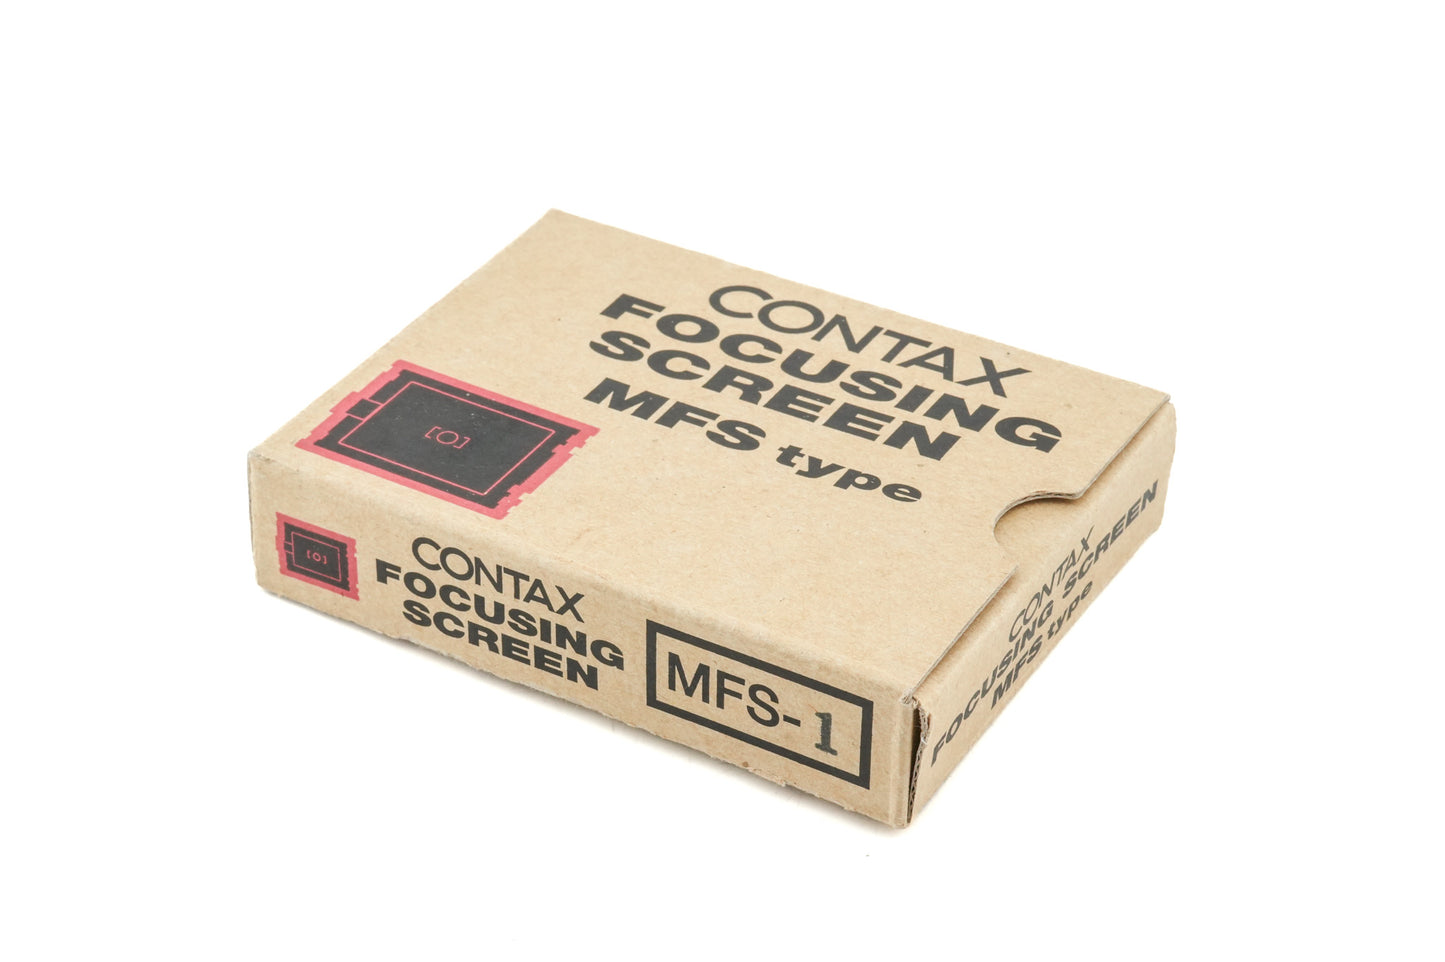 CONTAX
FOCUSING
SCREEN
MFS type
[O]
[O]
CONTAX
FOCUSING
SCREEN
MFS-1
CONTAX
FOCUSING SCREEN
MFS type